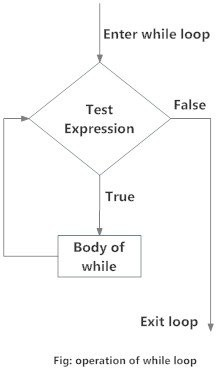 Enter while loop
Test
Expression
False
True
Body of
while
Exit loop
Fig: operation of while loop